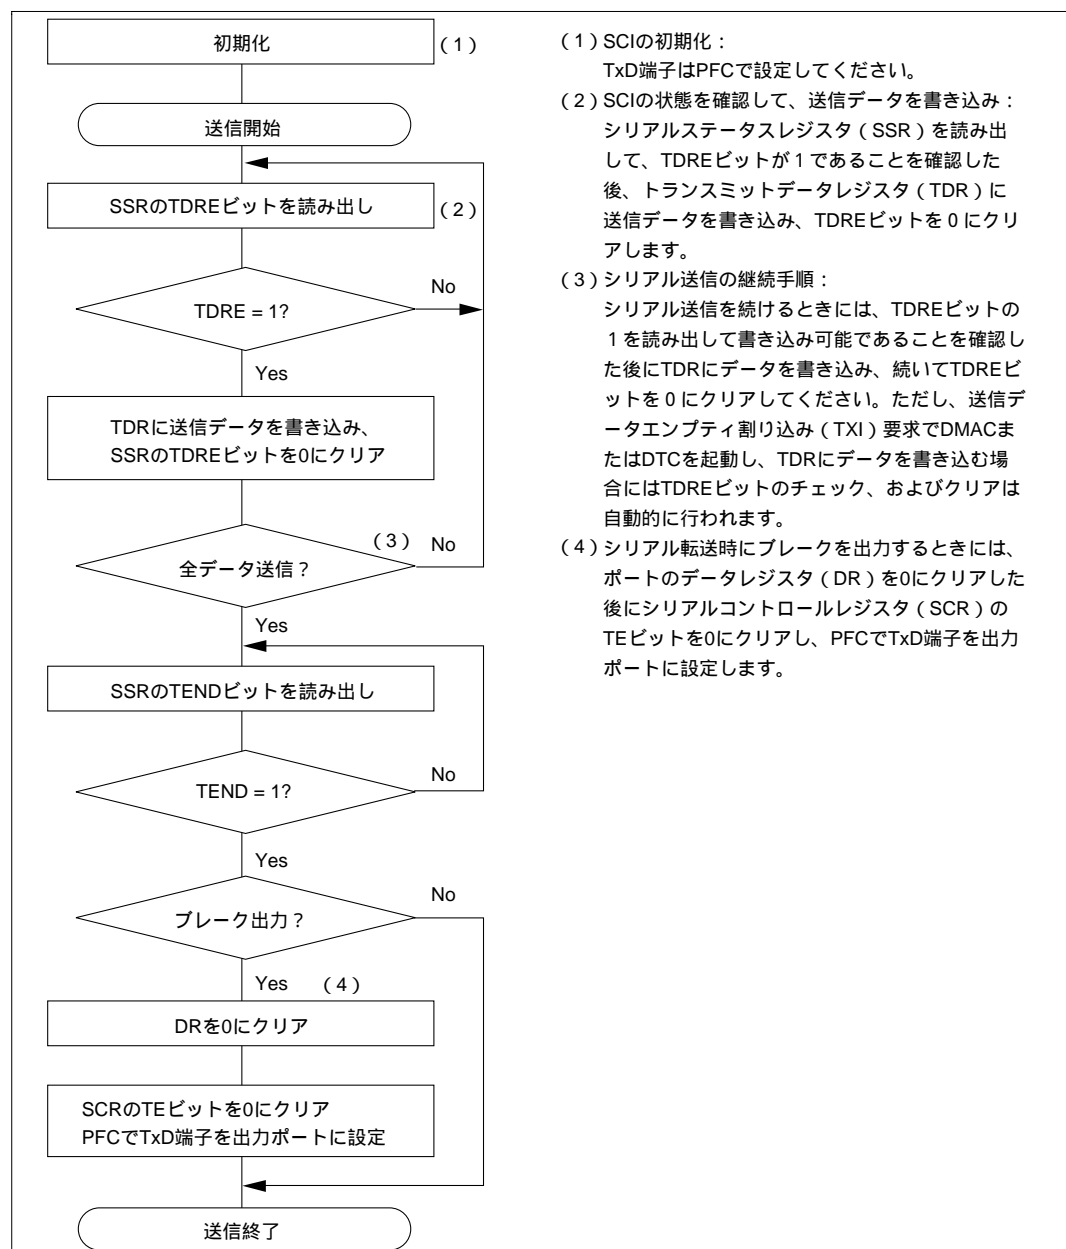 初期化
（1）
送信開始
SSRのTDREビットを読み出し
（2）
TDRE = 1?
No
Yes
TDRに送信データを書き込み、
SSRのTDREビットを0にクリア
（3）
No
全データ送信？
Yes
SSRのTENDビットを読み出し
TEND = 1?
No
Yes
ブレーク出力？
No
Yes
（4）
DRを0にクリア
SCRのTEビットを0にクリア
PFCでTxD端子を出力ポートに設定
送信終了
（1）SCIの初期化：
TxD端子はPFCで設定してください。
（2）SCIの状態を確認して、送信データを書き込み：
シリアルステータスレジスタ（SSR）を読み出
して、TDREビットが１であることを確認した
後、トランスミットデータレジスタ（TDR）に
送信データを書き込み、TDREビットを０にクリ
アします。
（3）シリアル送信の継続手順：
シリアル送信を続けるときには、TDREビットの
１を読み出して書き込み可能であることを確認し
た後にTDRにデータを書き込み、続いてTDREビ
ットを０にクリアしてください。ただし、送信デ
ータエンプティ割り込み（TXI）要求でDMACま
たはDTCを起動し、TDRにデータを書き込む場
合にはTDREビットのチェック、およびクリアは
自動的に行われます。
（4）シリアル転送時にブレークを出力するときには、
ポートのデータレジスタ（DR）を0にクリアした
後にシリアルコントロールレジスタ（SCR）の
TEビットを0にクリアし、PFCでTxD端子を出力
ポートに設定します。